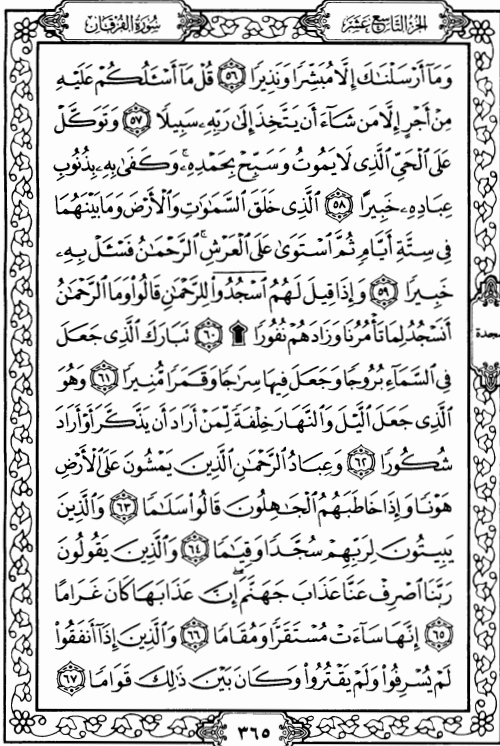 الجزء التاسع عشر
سورة الفرقان
وَمَآ أَرْسَلْنَٰكَ إِلَّا مُبَشِّرًا وَنَذِيرًا ٥٦ قُلْ مَآ أَسْـَٔلُكُمْ عَلَيْهِ
مِنْ أَجْرٍ إِلَّا مَن شَآءَ أَن يَتَّخِذَ إِلَىٰ رَبِّهِۦ سَبِيلًا ٥٧ وَتَوَكَّلْ
عَلَى ٱلْحَىِّ ٱلَّذِى لَا يَمُوتُ وَسَبِّحْ بِحَمْدِهِۦ ۚ وَكَفَىٰ بِهِۦ بِذُنُوبِ
عِبَادِهِۦ خَبِيرًا ٥٨ ٱلَّذِى خَلَقَ ٱلسَّمَٰوَٰتِ وَٱلْأَرْضَ وَمَا بَيْنَهُمَا
فِى سِتَّةِ أَيَّامٍ ثُمَّ ٱسْتَوَىٰ عَلَى ٱلْعَرْشِ ۚ ٱلرَّحْمَٰنُ فَسْـَٔلْ بِهِۦ
خَبِيرًا ٥٩ وَإِذَا قِيلَ لَهُمُ ٱسْجُدُوا۟ لِلرَّحْمَٰنِ قَالُوا۟ وَمَا ٱلرَّحْمَٰنُ
أَنَسْجُدُ لِمَا تَأْمُرُنَا وَزَادَهُمْ نُفُورًا ۩ ٦٠ تَبَارَكَ ٱلَّذِى جَعَلَ
سجدة
فِى ٱلسَّمَآءِ بُرُوجًا وَجَعَلَ فِيهَا سِرَٰجًا وَقَمَرًا مُّنِيرًا ٦١ وَهُوَ
ٱلَّذِى جَعَلَ ٱلَّيْلَ وَٱلنَّهَارَ خِلْفَةً لِّمَنْ أَرَادَ أَن يَذَّكَّرَ أَوْ أَرَادَ
شُكُورًا ٦٢ وَعِبَادُ ٱلرَّحْمَٰنِ ٱلَّذِينَ يَمْشُونَ عَلَى ٱلْأَرْضِ
هَوْنًا وَإِذَا خَاطَبَهُمُ ٱلْجَٰهِلُونَ قَالُوا۟ سَلَٰمًا ٦٣ وَٱلَّذِينَ
يَبِيتُونَ لِرَبِّهِمْ سُجَّدًا وَقِيَٰمًا ٦٤ وَٱلَّذِينَ يَقُولُونَ
رَبَّنَا ٱصْرِفْ عَنَّا عَذَابَ جَهَنَّمَ ۖ إِنَّ عَذَابَهَا كَانَ غَرَامًا
٦٥ إِنَّهَا سَآءَتْ مُسْتَقَرًّا وَمُقَامًا ٦٦ وَٱلَّذِينَ إِذَآ أَنفَقُوا۟
لَمْ يُسْرِفُوا۟ وَلَمْ يَقْتُرُوا۟ وَكَانَ بَيْنَ ذَٰلِكَ قَوَامًا ٦٧
٣٦٥